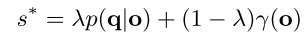 s* = λp(q|o) + (1 − λ)γ(o)